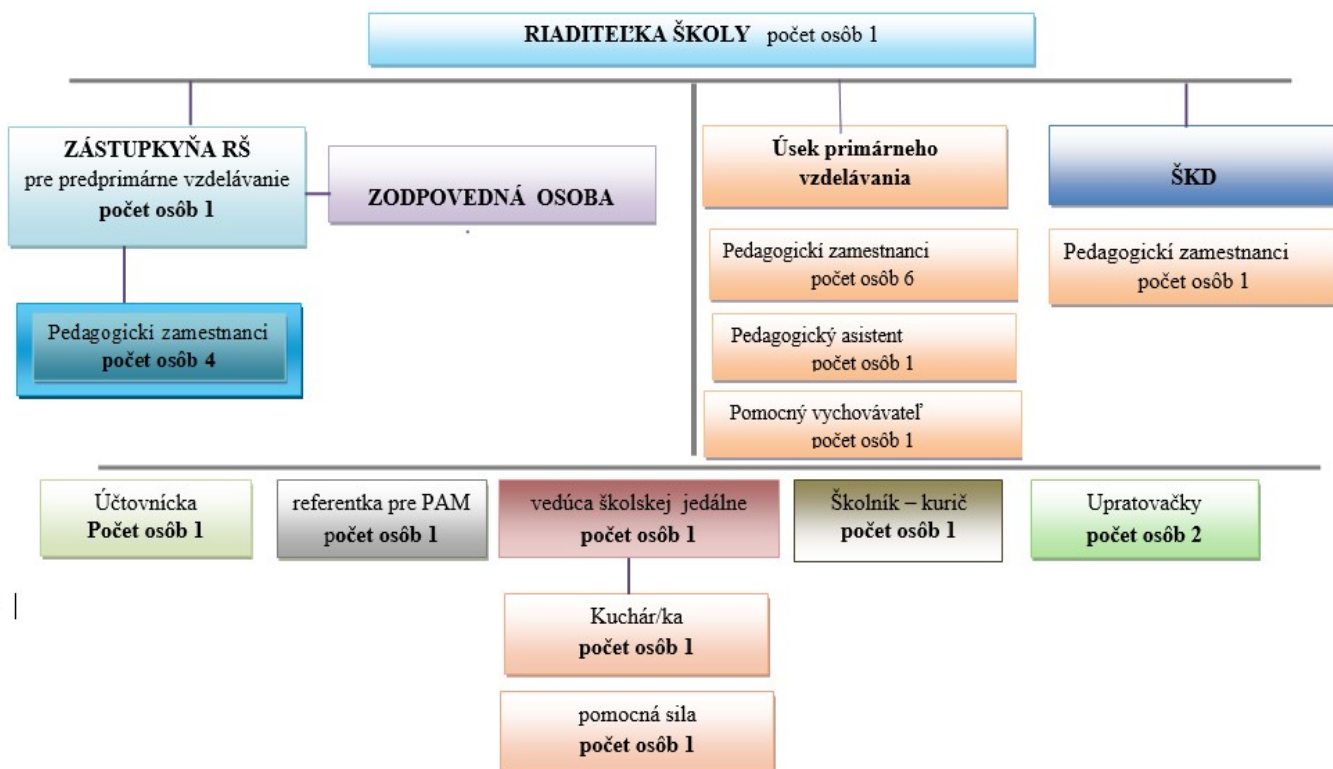 RIADITEĽKA ŠKOLY počet osôb 1
ZÁSTUPKYŇA RŠ
pre predprimárne vzdelávanie
počet osôb 1
ZODPOVEDNÁ OSOBA
Úsek primárneho
vzdelávania
ŠKD
Pedagogickí zamestnanci
počet osôb 4
Pedagogickí zamestnanci
počet osôb 6
Pedagogický asistent
počet osôb 1
Pomocný vychovávateľ
počet osôb 1
Pedagogickí zamestnanci
počet osôb 1
Účtovnícka
Počet osôb 1
referentka pre PAM
počet osôb 1
vedúca školskej jedálne
počet osôb 1
Školník – kurič
počet osôb 1
Upratovačky
počet osôb 2
Kuchár/ka
počet osôb 1
pomocná sila
počet osôb 1